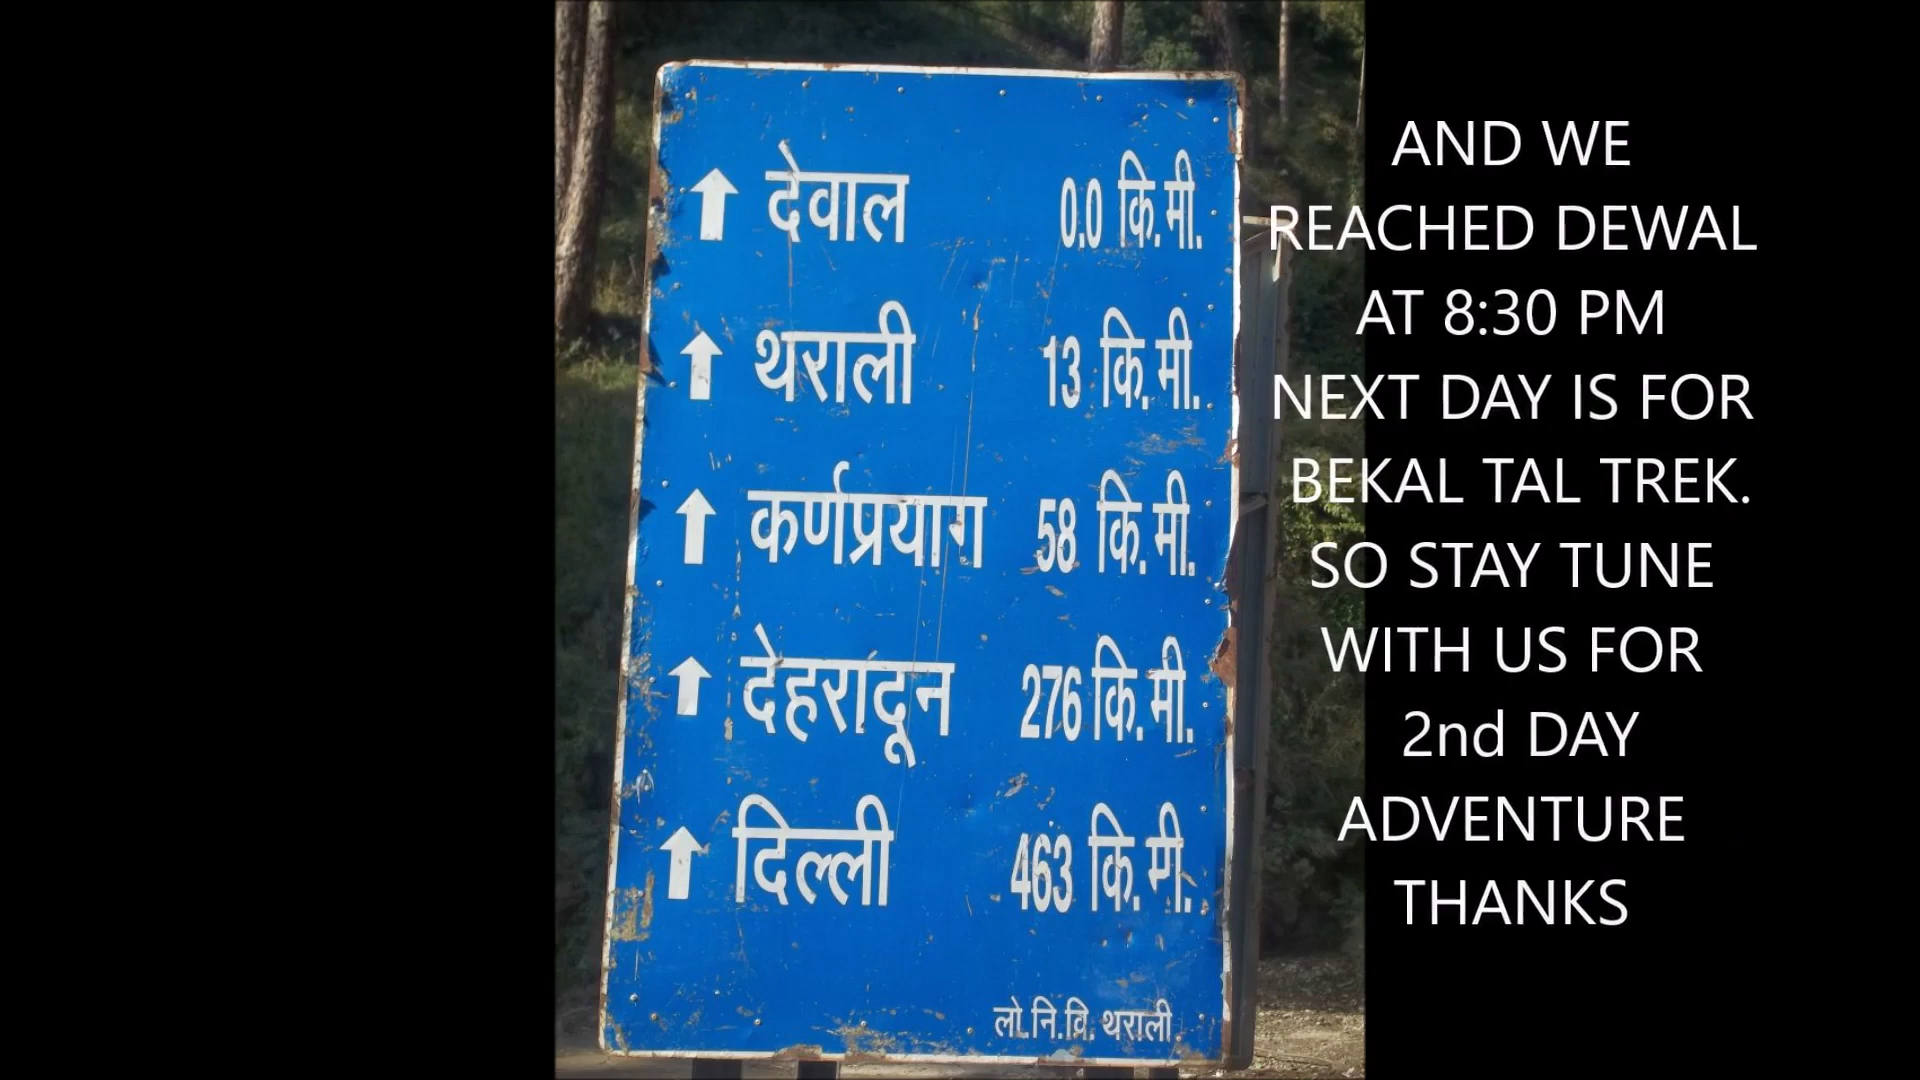 देवाल 0.0 कि.मी.
थराली 13 कि.मी.
कर्णप्रयाग 58 कि.मी.
देहरादून 276 कि.मी.
दिल्ली 463 कि.मी.
लो.नि.वि. थराली
AND WE
REACHED DEWAL
AT 8:30 PM
NEXT DAY IS FOR
BEKAL TAL TREK.
SO STAY TUNE
WITH US FOR
2nd DAY
ADVENTURE
THANKS